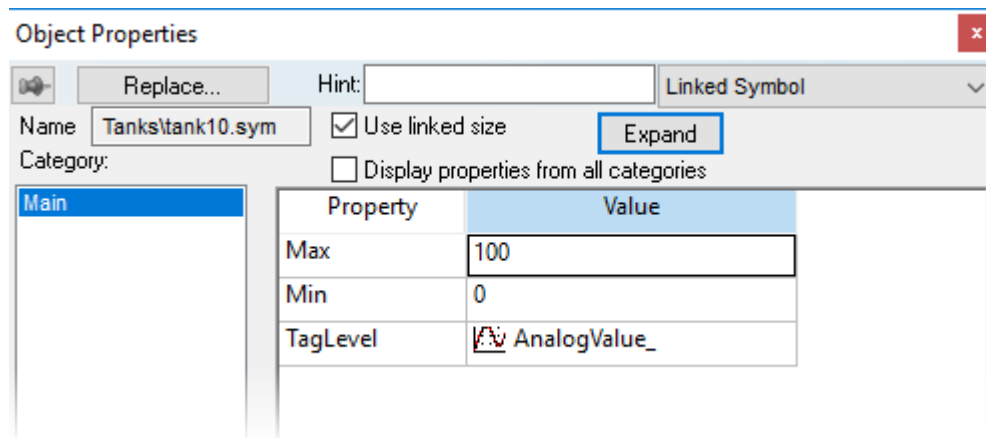 Object Properties
x
Replace...
Hint:
Linked Symbol
Name
Tanks\tank10.sym
Use linked size
Expand
Category:
Display properties from all categories
Main
Property
Value
Max
100
Min
0
TagLevel
AnalogValue_